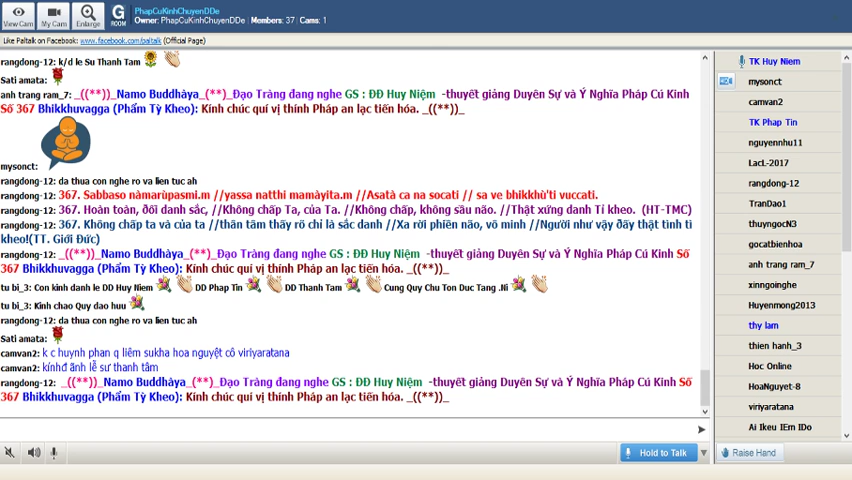 View Cam
My Cam
Enlarge
G
ROOM
PhapCuKinhChuyenDDe
Owner: PhapCuKinhChuyenDDe | Members: 37 | Cams: 1
Like Paltalk on Facebook: www.facebook.com/paltalk (Official Page)
rangdong-12: k/d le Su Thanh Tam
Sati amata:
anh trang ram_7: _((**))_Namo Buddhàya_(**)_Đạo Tràng đang nghe GS : ĐĐ Huy Niệm -thuyết giảng Duyên Sự và Ý Nghĩa Pháp Cú Kinh
Số 367 Bhikkhuvagga (Phẩm Tỳ Kheo): Kính chúc quí vị thính Pháp an lạc tiến hóa. _((**))_
mysonct:
rangdong-12: da thua con nghe ro va lien tuc ah
rangdong-12: 367. Sabbaso nàmarùpasmi.m //yassa natthi mamàyita.m //Asatà ca na socati // sa ve bhikkhù'ti vuccati.
rangdong-12: 367. Hoàn toàn, đối danh sắc, //Không chấp Ta, của Ta. //Không chấp, không sầu não. //Thật xứng danh Tỉ kheo. (HT-TMC)
rangdong-12: 367. Không chấp ta và của ta //thân tâm thấy rõ chỉ là sắc danh //Xa rời phiền não, vô minh //Người như vậy đấy thật tình tì
kheo!(TT. Giới Đức)
rangdong-12: _((**))_Namo Buddhàya_(**)_Đạo Tràng đang nghe GS : ĐĐ Huy Niệm -thuyết giảng Duyên Sự và Ý Nghĩa Pháp Cú Kinh Số
367 Bhikkhuvagga (Phẩm Tỳ Kheo): Kính chúc quí vị thính Pháp an lạc tiến hóa. _((**))_
tu bi_3: Con kinh danh le DD Huy Niem DD Phap Tin DD Thanh Tam Cung Quy Chu Ton Duc Tang .Ni
tu bi_3: Kinh chao Quy dao huu
rangdong-12: da thua con nghe ro va lien tuc ah
Sati amata:
camvan2: k c huynh phan q liêm sukha hoa nguyệt cô viriyaratana
camvan2: kínhđ ãnh lễ sư thanh tâm
rangdong-12: _((**))_Namo Buddhàya_(**)_Đạo Tràng đang nghe GS : ĐĐ Huy Niệm -thuyết giảng Duyên Sự và Ý Nghĩa Pháp Cú Kinh Số
367 Bhikkhuvagga (Phẩm Tỳ Kheo): Kính chúc quí vị thính Pháp an lạc tiến hóa. _((**))_
Hold to Talk
TK Huy Niem
mysonct
camvan2
TK Phap Tin
nguyennhu11
LacL-2017
rangdong-12
TranDao1
thuyngocN3
gocatbienhoa
anh trang ram_7
xinngoinghe
Huyenmong2013
thy lam
thien hanh_3
Hoc Online
HoaNguyet-8
viriyaratana
Ai Ikeu IEm IDo
Raise Hand